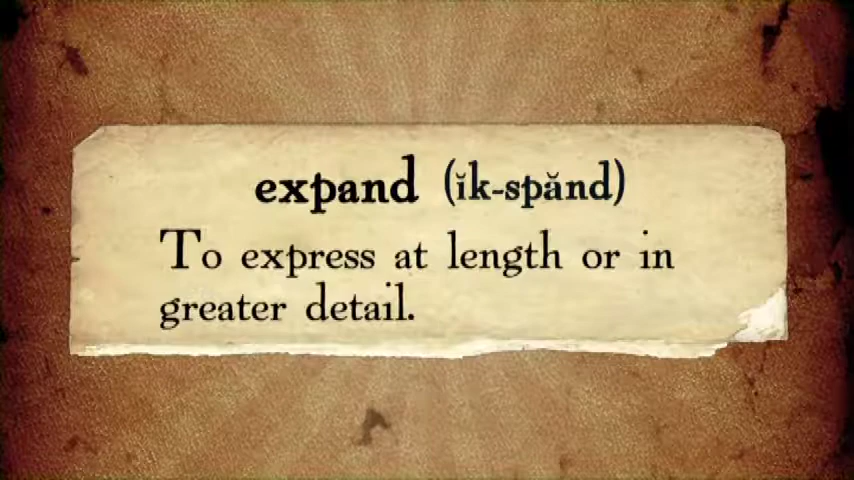 expand (ĭk-spănd)
To express at length or in
greater detail.